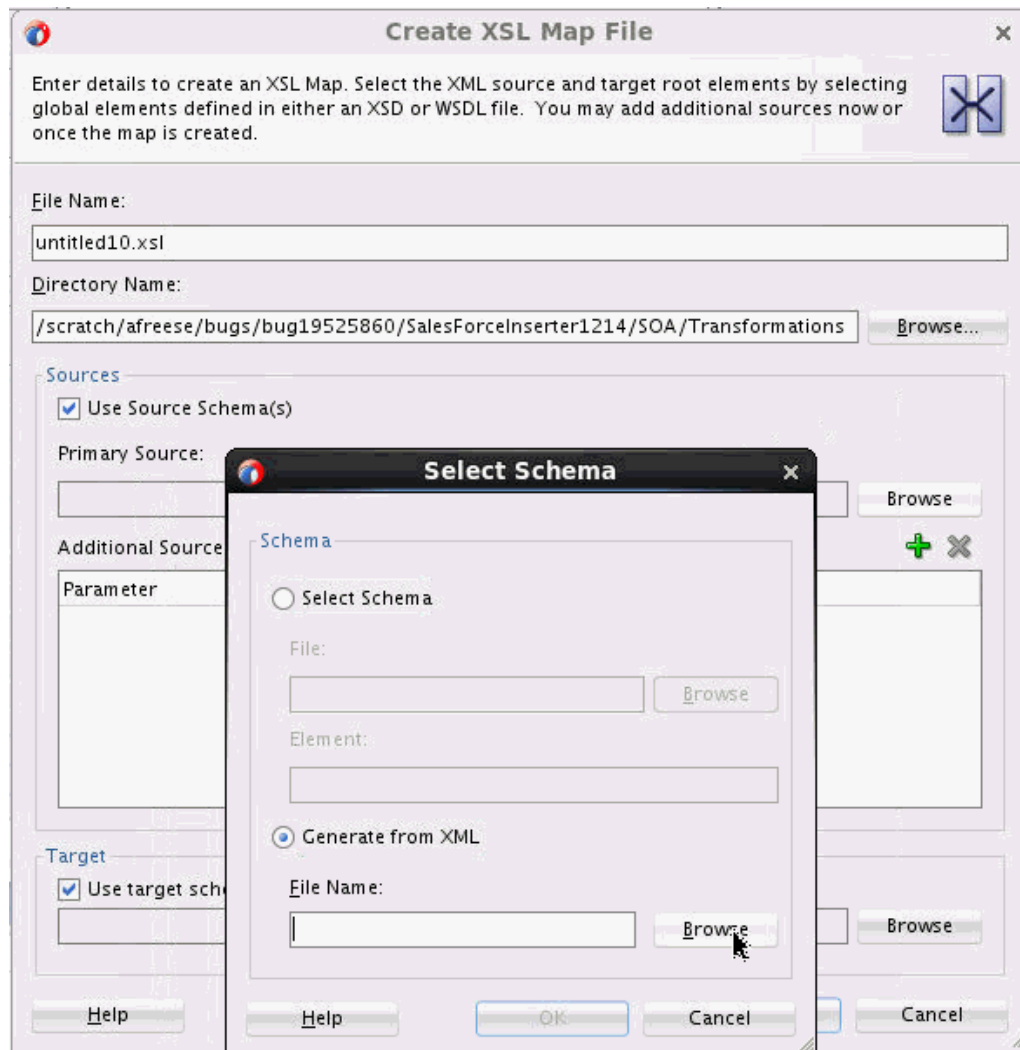 Create XSL Map File
Enter details to create an XSL Map. Select the XML source and target root elements by selecting
global elements defined in either an XSD or WSDL file. You may add additional sources now or
once the map is created.
File Name:
untitled10.xsl
Directory Name:
/scratch/afreese/bugs/bug19525860/SalesForceInserter1214/SOA/Transformations
Browse...
Sources
Use Source Schema(s)
Primary Source:
Browse
Additional Source
Parameter
Select Schema
Schema
Select Schema
File:
Browse
Element:
Generate from XML
File Name:
Browse
Help
OK
Cancel
Target
Use target sch
Browse
Help
Cancel